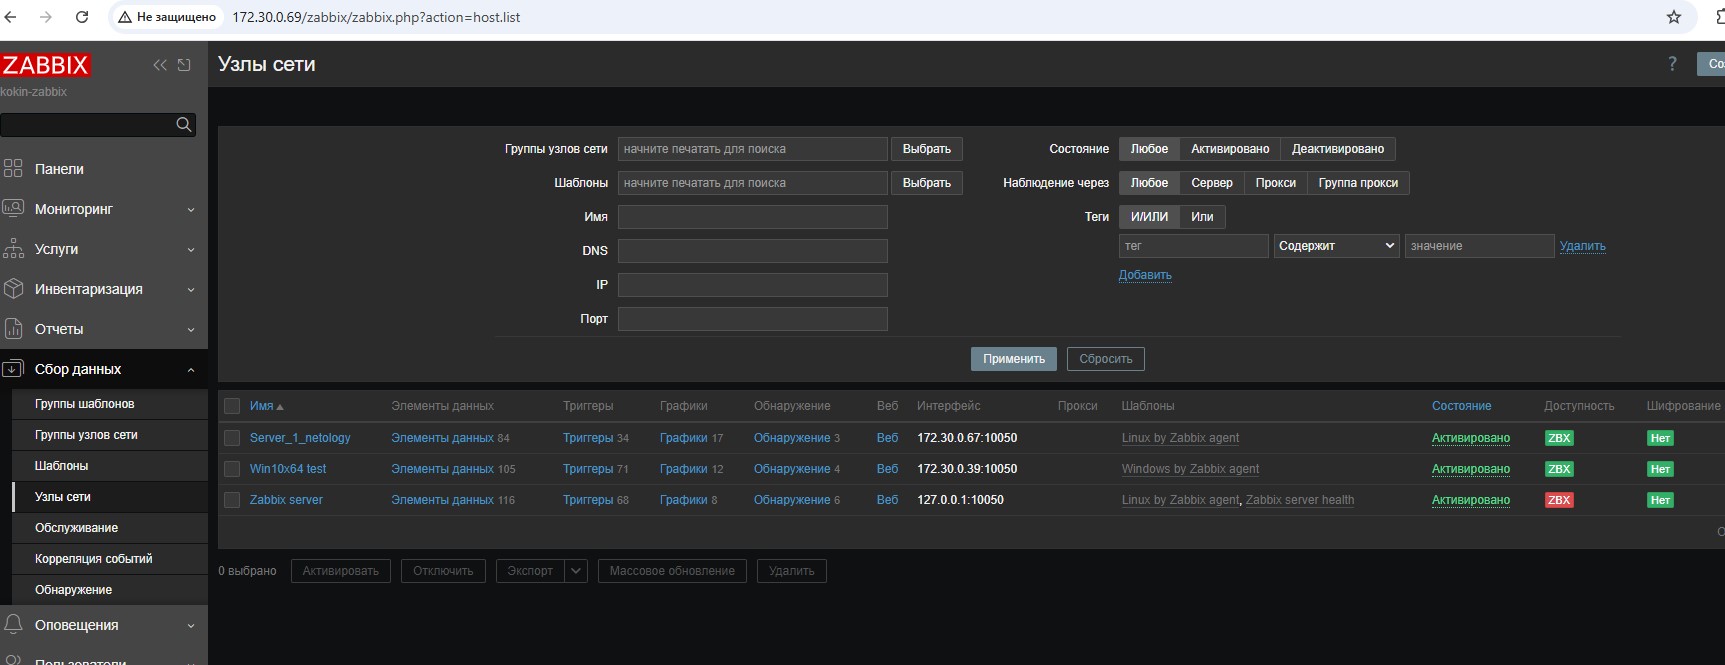 Не защищено 172.30.0.69/zabbix/zabbix.php?action=host.list
ZABBIX
kokin-zabbix
Узлы сети ?
Панели
Мониторинг
Услуги
Инвентаризация
Отчеты
Сбор данных
Группы шаблонов
Группы узлов сети
Шаблоны
Узлы сети
Обслуживание
Корреляция событий
Обнаружение
Оповещения
Пользователи
Группы узлов сети начните печатать для поиска Выбрать
Шаблоны начните печатать для поиска Выбрать
Имя
DNS
IP
Порт
Состояние Любое Активировано Деактивировано
Наблюдение через Любое Сервер Прокси Группа прокси
Теги И/ИЛИ Или
тег Содержит значение Удалить
Добавить
Применить Сбросить
Имя Элементы данных Триггеры Графики Обнаружение Веб Интерфейс Прокси Шаблоны Состояние Доступность Шифрование
Server_1_netology Элементы данных 84 Триггеры 34 Графики 17 Обнаружение 3 Веб 172.30.0.67:10050 Linux by Zabbix agent Активировано ZBX Нет
Win10x64 test Элементы данных 105 Триггеры 71 Графики 12 Обнаружение 4 Веб 172.30.0.39:10050 Windows by Zabbix agent Активировано ZBX Нет
Zabbix server Элементы данных 116 Триггеры 68 Графики 8 Обнаружение 6 Веб 127.0.0.1:10050 Linux by Zabbix agent, Zabbix server health Активировано ZBX Нет
0 выбрано Активировать Отключить Экспорт Массовое обновление Удалить